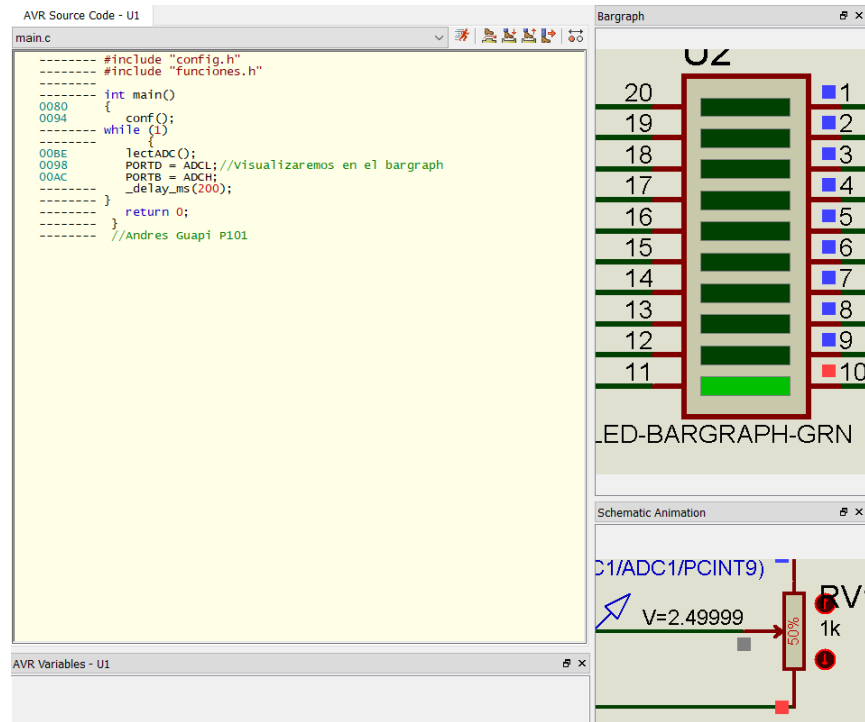 AVR Source Code - U1
main.c
-------- #include "config.h"
-------- #include "funciones.h"
--------
-------- int main()
0080 {
0094 conf();
-------- while (1)
-------- {
00BE lectADC();
0098 PORTD = ADCL;//Visualizaremos en el bargraph
00AC PORTB = ADCH;
-------- _delay_ms(200);
-------- }
-------- return 0;
-------- }
-------- //Andres Guapi P101
AVR Variables - U1
Bargraph
U2
20 1
19 2
18 3
17 4
16 5
15 6
14 7
13 8
12 9
11 10
LED-BARGRAPH-GRN
Schematic Animation
C1/ADC1/PCINT9)
V=2.49999
50%
RV
1k